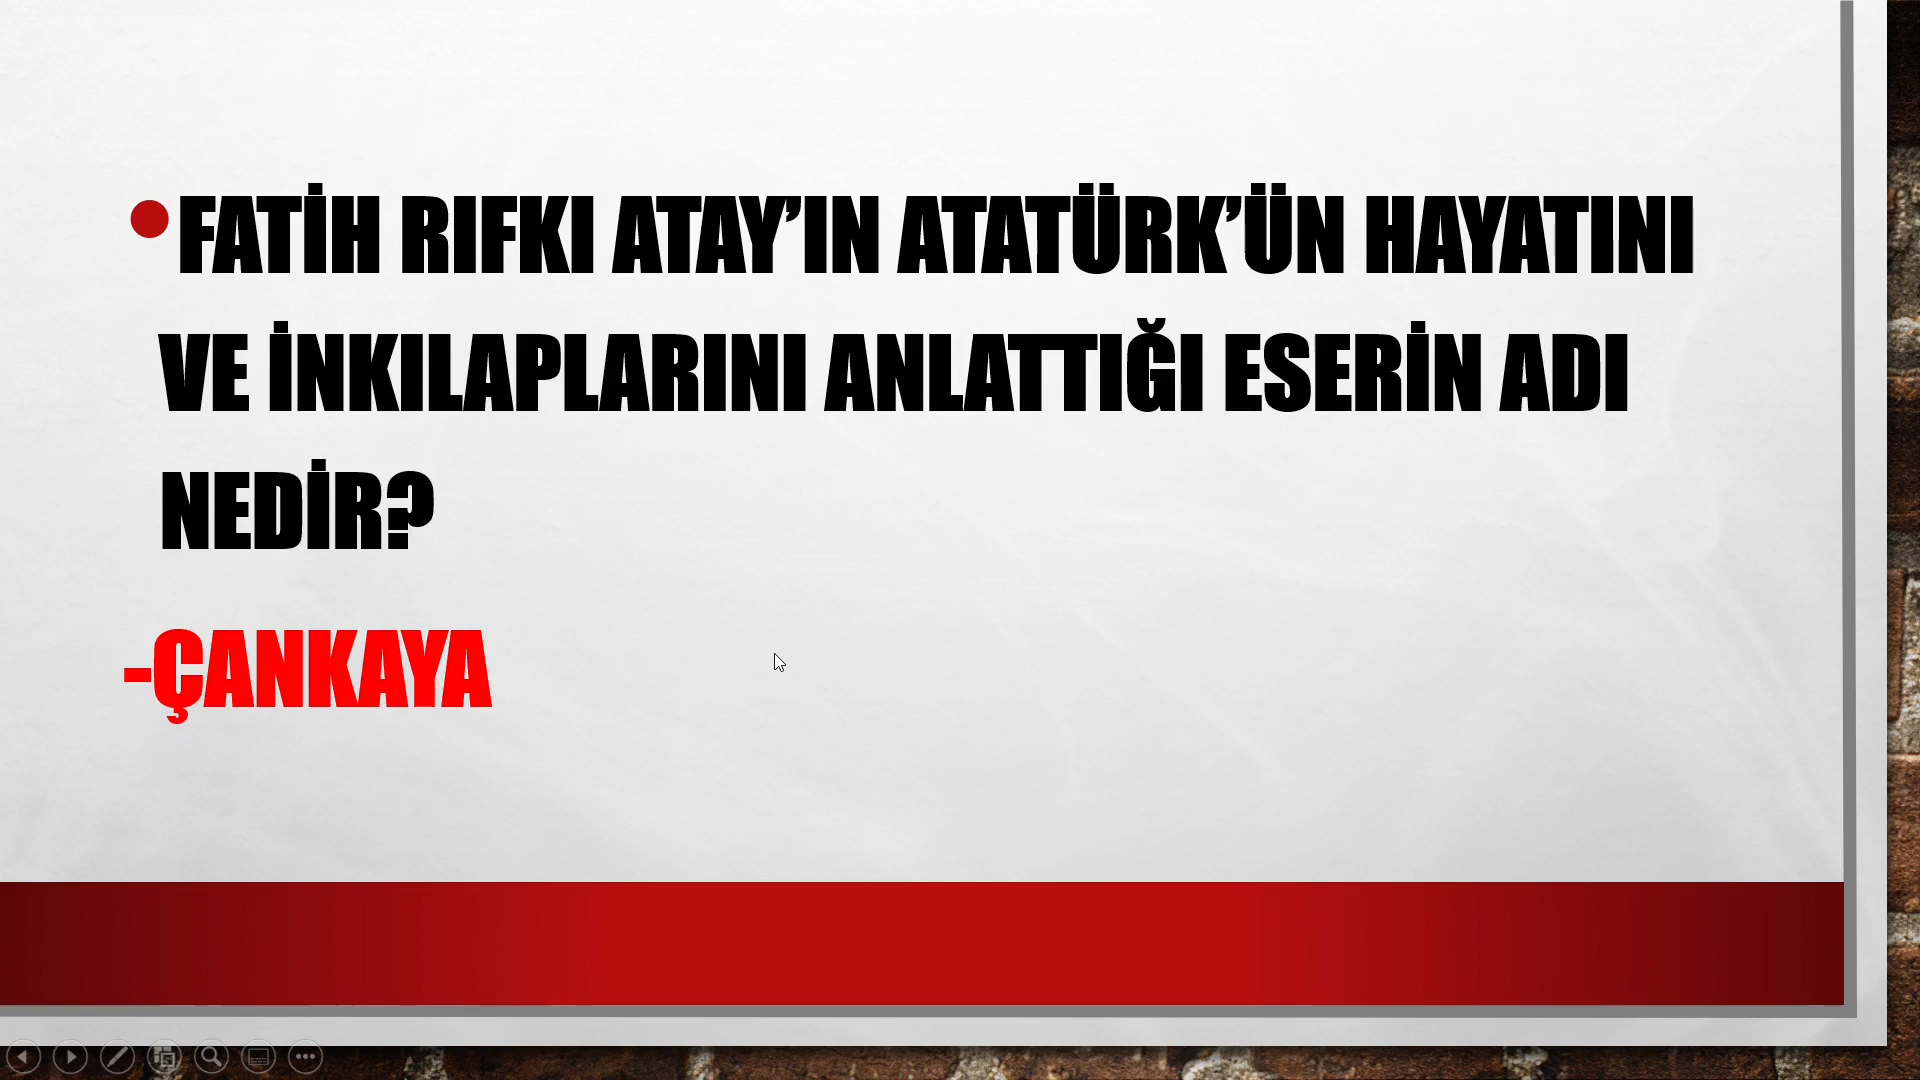 •FATİH RIFKI ATAY’IN ATATÜRK’ÜN HAYATINI
VE İNKILAPLARINI ANLATTIĞI ESERİN ADI
NEDİR?
-ÇANKAYA